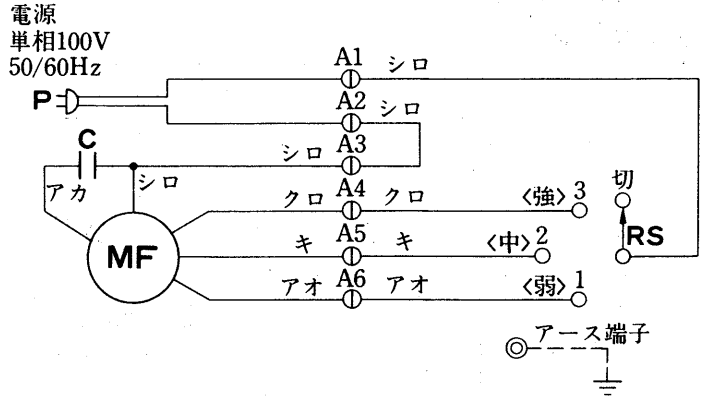 電源
単相100V
50/60Hz
P
A1
シロ
A2
シロ
C
A3
シロ
アカ
シロ
A4
クロ
クロ
〈強〉3
切
MF
A5
キ
キ
〈中〉2
RS
A6
アオ
アオ
〈弱〉1
アース端子